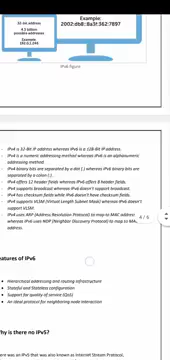 32-bit address
4.3 billion
possible addresses
Example:
192.0.2.245
Example:
2002:db8::8a3f:362:7897
IPv6 figure
- IPv4 is 32-Bit IP address whereas IPv6 is a 128-Bit IP address.
- IPv4 is a numeric addressing method whereas IPv6 is an alphanumeric
addressing method.
- IPv4 binary bits are separated by a dot (.) whereas IPv6 binary bits are
separated by a colon (:).
- IPv4 offers 12 header fields whereas IPv6 offers 8 header fields.
- IPv4 supports broadcast whereas IPv6 doesn't support broadcast.
- IPv4 has checksum fields while IPv6 doesn't have checksum fields.
- IPv4 supports VLSM (Virtual Length Subnet Mask) whereas IPv6 doesn't
support VLSM.
- IPv4 uses ARP (Address Resolution Protocol) to map to MAC address
whereas IPv6 uses NDP (Neighbor Discovery Protocol) to map to MAC
address.
4 / 6
eatures of IPv6
Hierarchical addressing and routing infrastructure
Stateful and Stateless configuration
Support for quality of service (QoS)
An ideal protocol for neighboring node interaction
hy is there no IPv5?
ere was an IPv5 that was also known as Internet Stream Protocol,